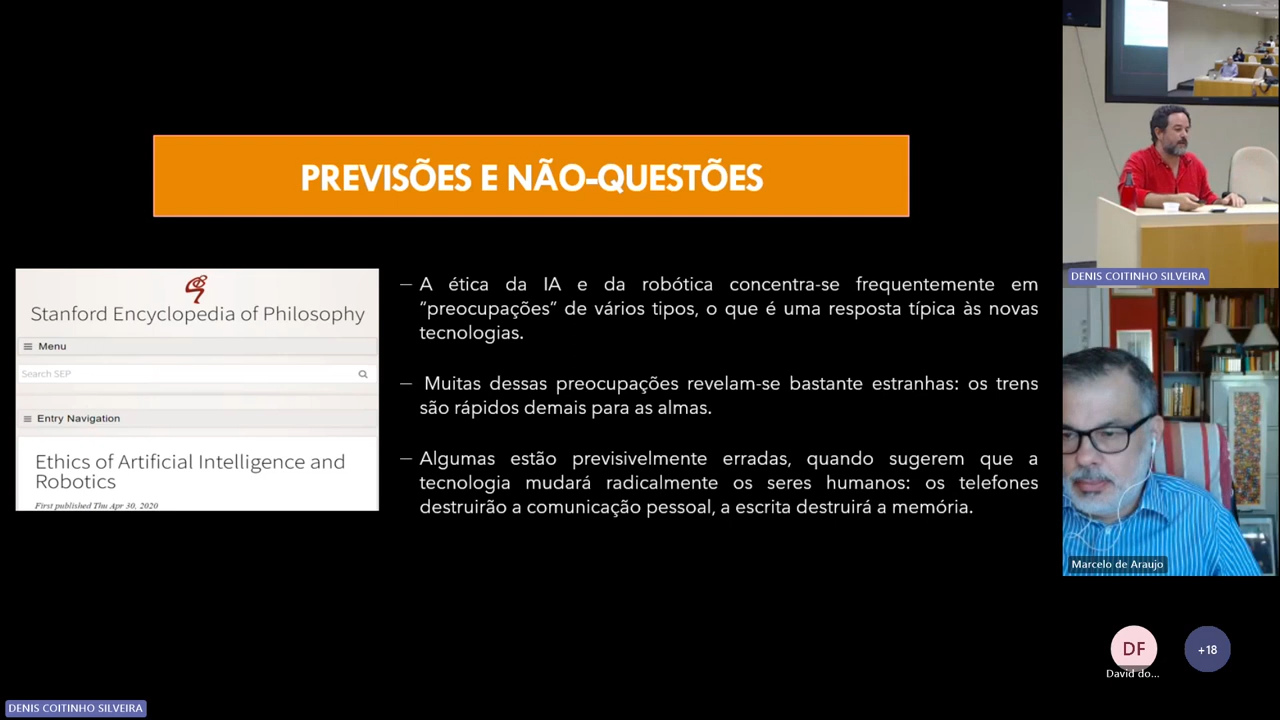 PREVISÕES E NÃO-QUESTÕES
Stanford Encyclopedia of Philosophy
Menu
Search SEP
Entry Navigation
Ethics of Artificial Intelligence and
Robotics
First published Thu Apr 30, 2020
— A ética da IA e da robótica concentra-se frequentemente em
“preocupações” de vários tipos, o que é uma resposta típica às novas
tecnologias.
— Muitas dessas preocupações revelam-se bastante estranhas: os trens
são rápidos demais para as almas.
— Algumas estão previsivelmente erradas, quando sugerem que a
tecnologia mudará radicalmente os seres humanos: os telefones
destruirão a comunicação pessoal, a escrita destruirá a memória.
DENIS COITINHO SILVEIRA
Marcelo de Araujo
DF
David do...
+18
DENIS COITINHO SILVEIRA